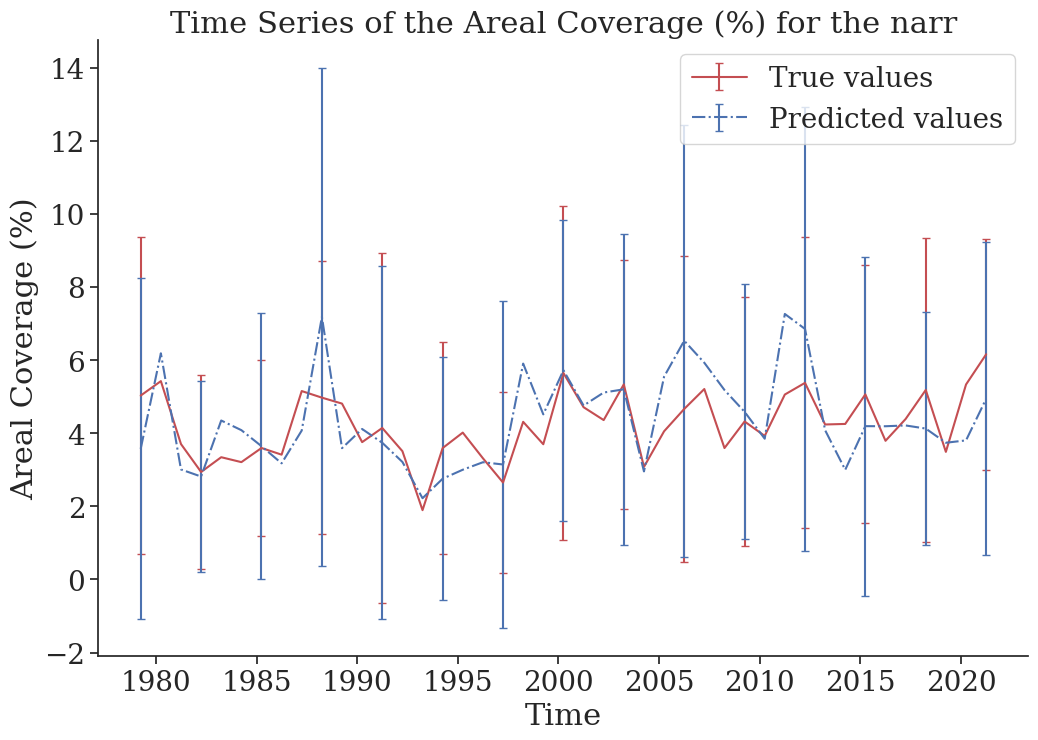 Time Series of the Areal Coverage (%) for the narr
True values
Predicted values
Areal Coverage (%)
14
12
10
8
6
4
2
0
−2
1980 1985 1990 1995 2000 2005 2010 2015 2020
Time